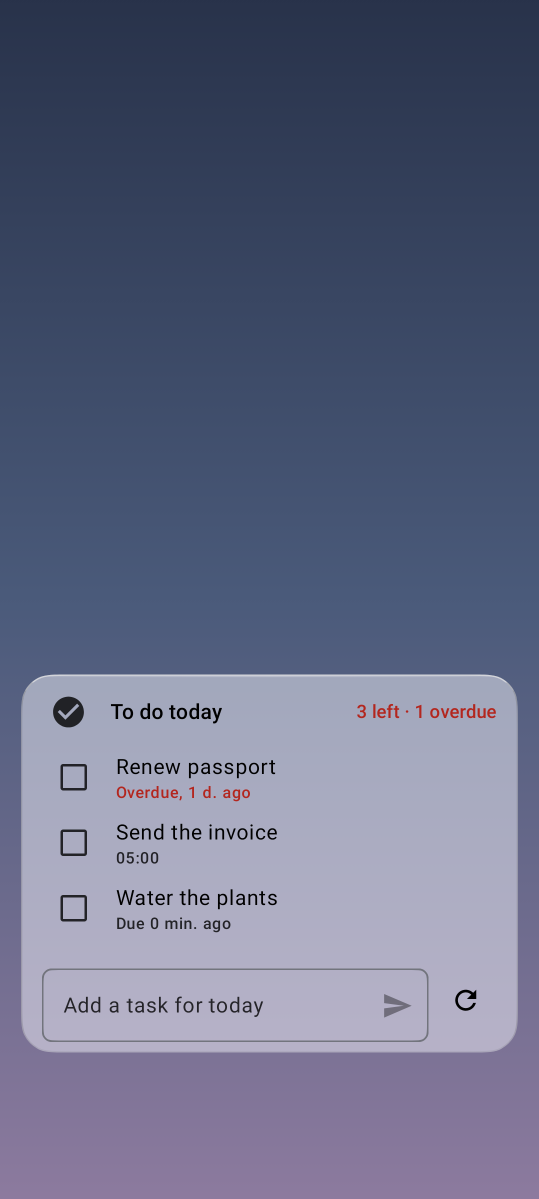 To do today
3 left · 1 overdue
Renew passport
Overdue, 1 d. ago
Send the invoice
05:00
Water the plants
Due 0 min. ago
Add a task for today